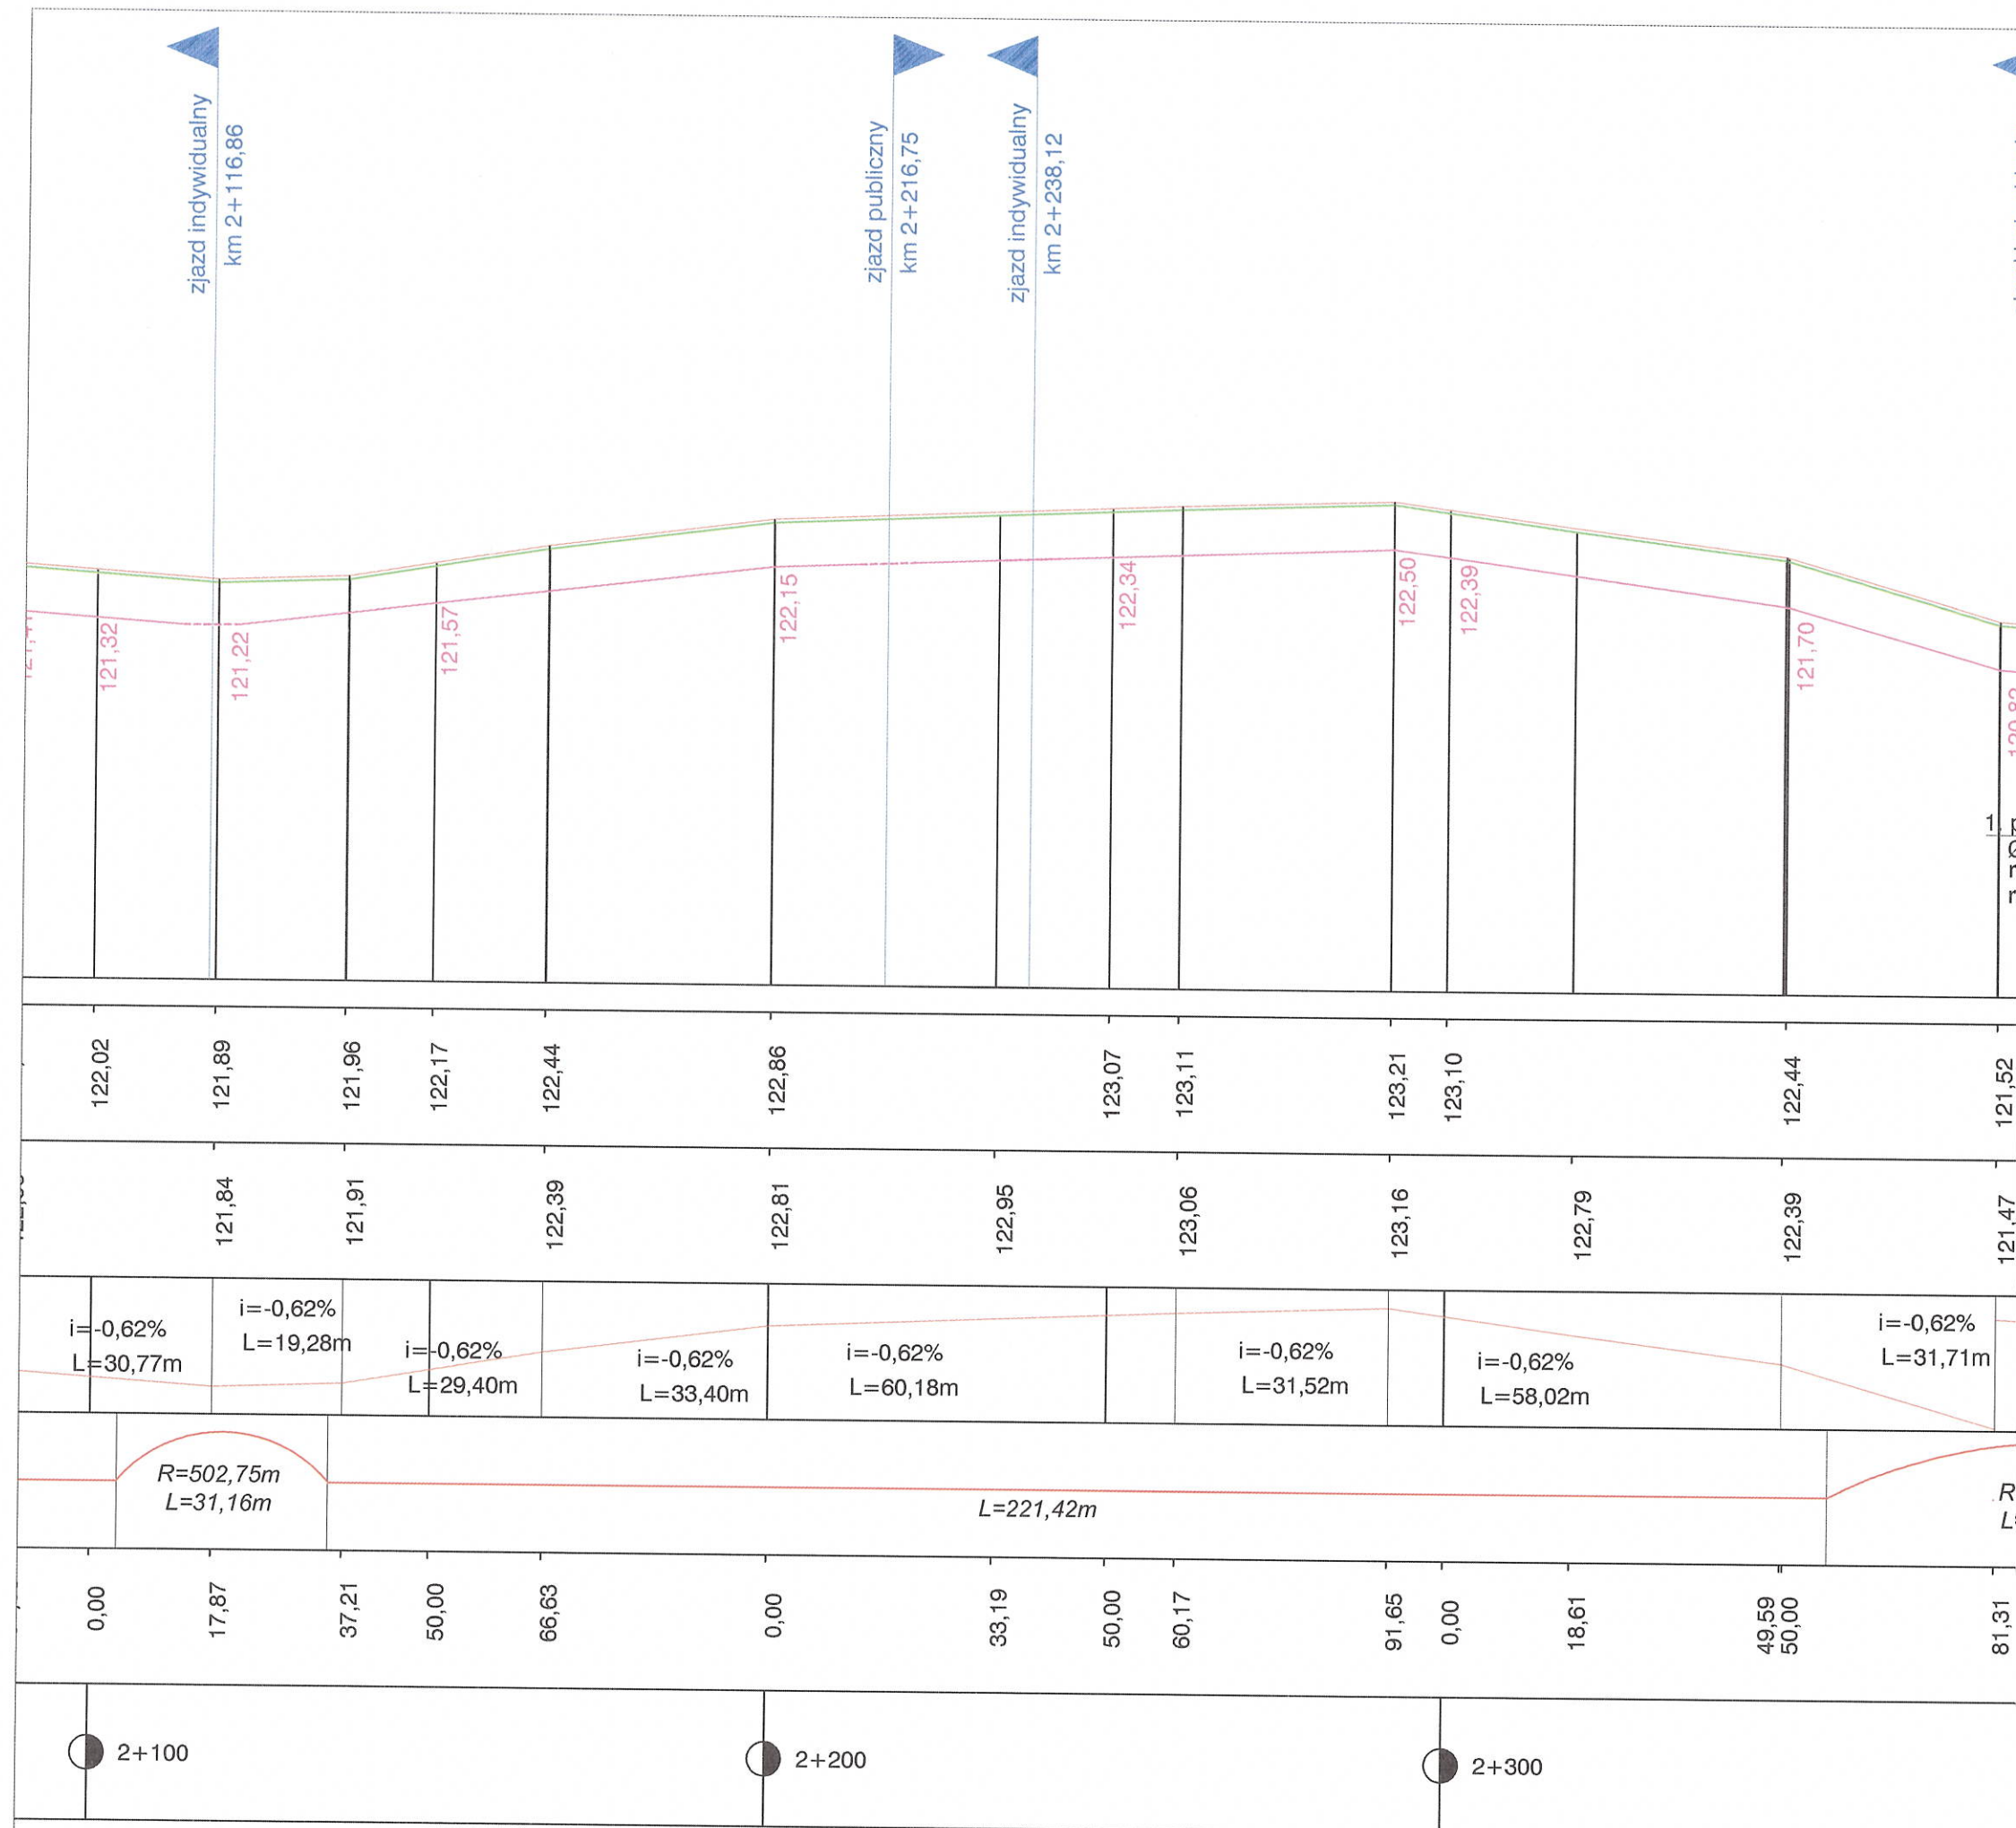 zjazd indywidualny
km 2+116,86
zjazd publiczny
km 2+216,75
zjazd indywidualny
km 2+238,12
121,32
121,22
121,57
122,15
122,34
122,50
122,39
121,70
122,02
121,89
121,96
122,17
122,44
122,86
123,07
123,11
123,21
123,10
122,44
121,52
121,84
121,91
122,39
122,81
122,95
123,06
123,16
122,79
122,39
121,47
i=-0,62%
L=30,77m
i=-0,62%
L=19,28m
i=-0,62%
L=29,40m
i=-0,62%
L=33,40m
i=-0,62%
L=60,18m
i=-0,62%
L=31,52m
i=-0,62%
L=58,02m
i=-0,62%
L=31,71m
R=502,75m
L=31,16m
L=221,42m
0,00
17,87
37,21
50,00
66,63
0,00
33,19
50,00
60,17
91,65
0,00
18,61
49,59
50,00
81,31
2+100
2+200
2+300